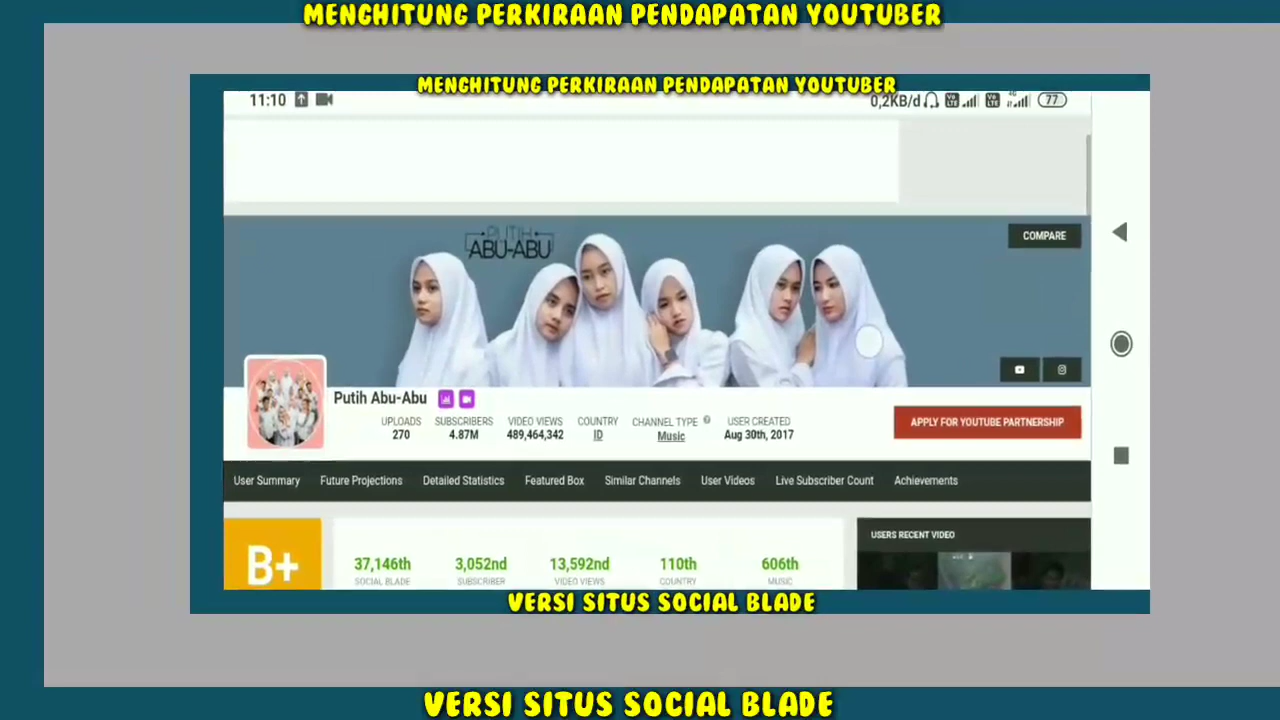 MENGHITUNG PERKIRAAN PENDAPATAN YOUTUBER
MENGHITUNG PERKIRAAN PENDAPATAN YOUTUBER
11:10
0,2KB/d
77
PUTIH
ABU-ABU
COMPARE
Putih Abu-Abu
UPLOADS SUBSCRIBERS VIDEO VIEWS COUNTRY CHANNEL TYPE USER CREATED
270 4.87M 489,464,342 ID Music Aug 30th, 2017
APPLY FOR YOUTUBE PARTNERSHIP
User Summary Future Projections Detailed Statistics Featured Box Similar Channels User Videos Live Subscriber Count Achievements
B+
37,146th 3,052nd 13,592nd 110th 606th
SOCIAL BLADE SUBSCRIBER VIDEO VIEWS COUNTRY MUSIC
USERS RECENT VIDEO
VERSI SITUS SOCIAL BLADE
VERSI SITUS SOCIAL BLADE